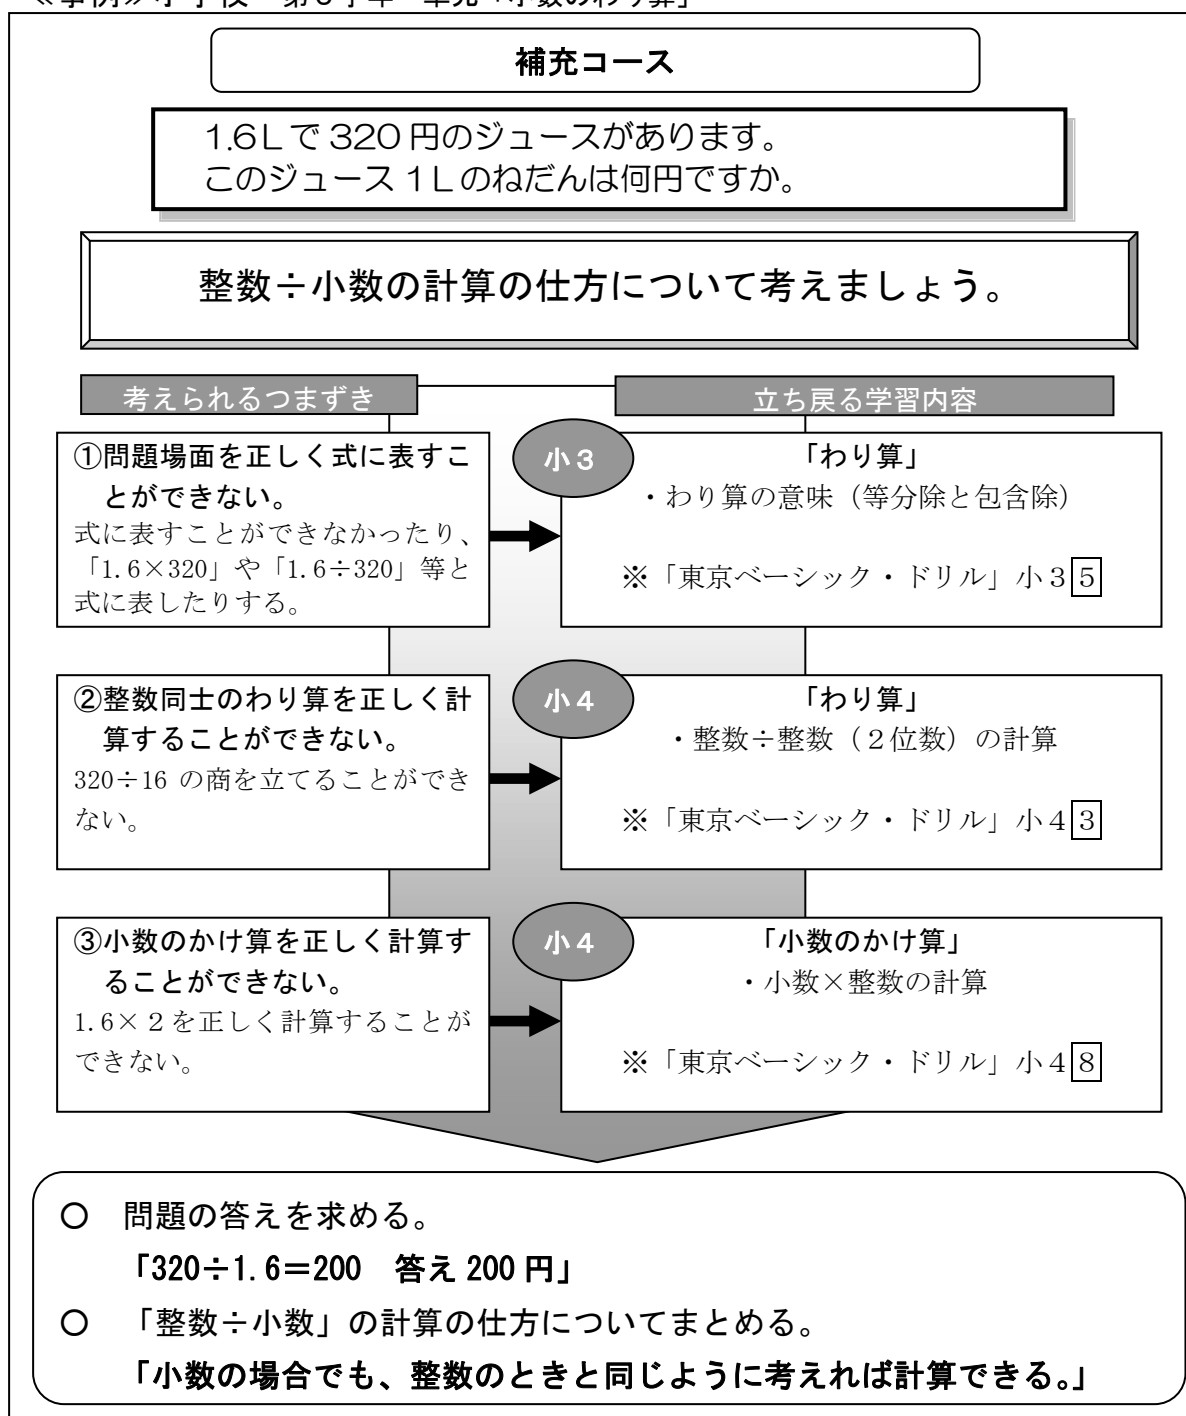 補充コース
1.6Lで320円のジュースがあります。
このジュース1Lのねだんは何円ですか。
整数÷小数の計算の仕方について考えましょう。
考えられるつまずき
立ち戻る学習内容
①問題場面を正しく式に表すこ
とができない。
式に表すことができなかったり、
「1.6×320」や「1.6÷320」等と
式に表したりする。
小3
「わり算」
・わり算の意味（等分除と包含除）
※「東京ベーシック・ドリル」小3 5
②整数同士のわり算を正しく計
算することができない。
320÷16 の商を立てることができ
ない。
小4
「わり算」
・整数÷整数（2位数）の計算
※「東京ベーシック・ドリル」小4 3
③小数のかけ算を正しく計算す
ることができない。
1.6×2を正しく計算することが
できない。
小4
「小数のかけ算」
・小数×整数の計算
※「東京ベーシック・ドリル」小4 8
○ 問題の答えを求める。
「320÷1.6＝200 答え 200 円」
○ 「整数÷小数」の計算の仕方についてまとめる。
「小数の場合でも、整数のときと同じように考えれば計算できる。」